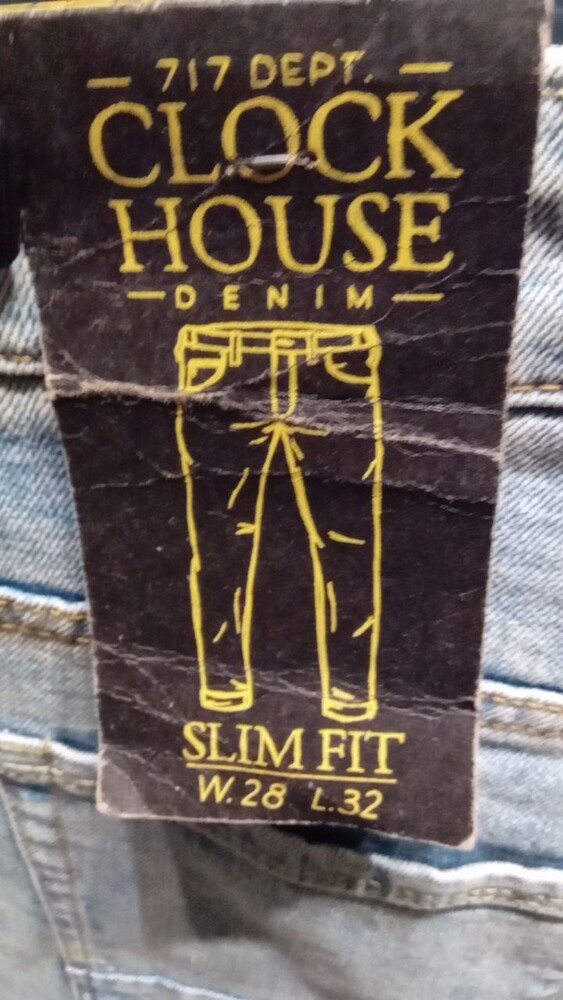 — 717 DEPT. —
CLOCK
HOUSE
— DENIM —
SLIM FIT
W. 28 L. 32